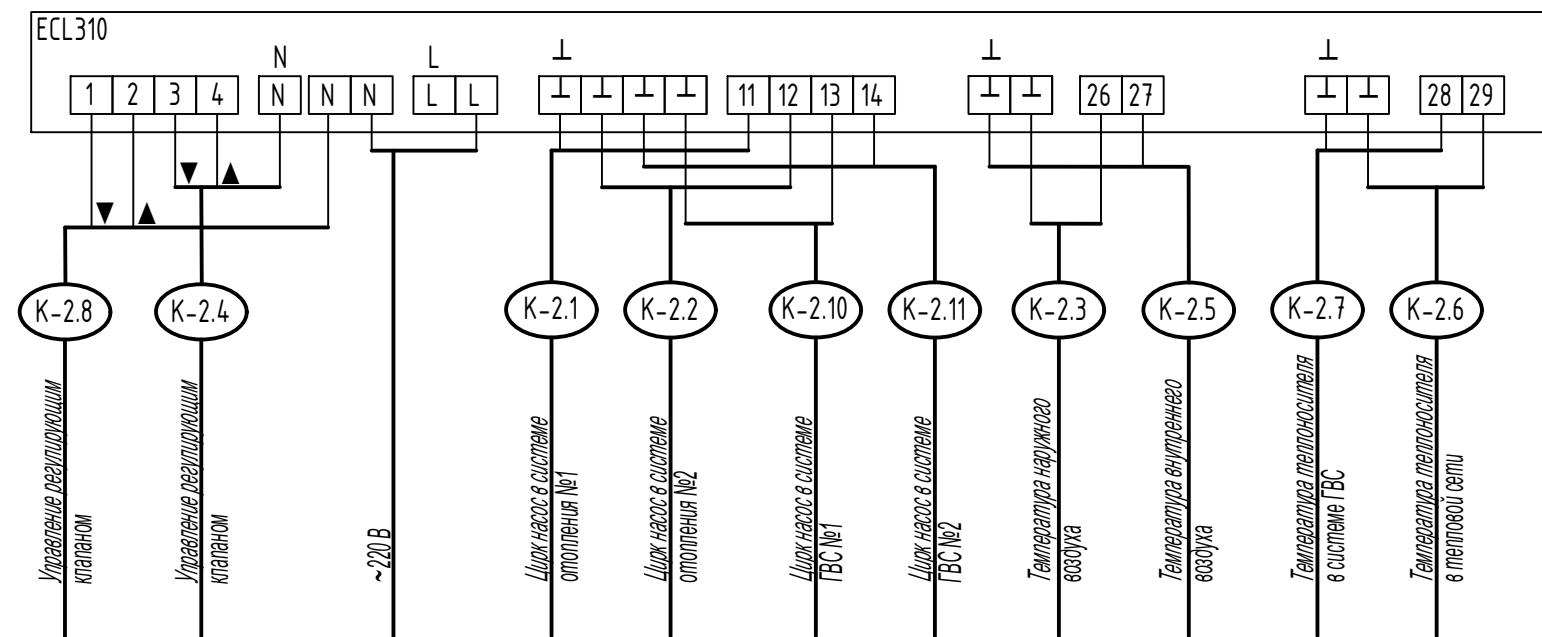 ECL310
N
L
⊥
⊥
⊥
1 2 3 4 N N N L L ⊥ ⊥ ⊥ ⊥ 11 12 13 14 ⊥ ⊥ 26 27 ⊥ ⊥ 28 29
К-2.8
К-2.4
К-2.1
К-2.2
К-2.10
К-2.11
К-2.3
К-2.5
К-2.7
К-2.6
Управление регулирующим
клапаном
Управление регулирующим
клапаном
~220 В
Цирк насос в системе
отопления №1
Цирк насос в системе
отопления №2
Цирк насос в системе
ГВС №1
Цирк насос в системе
ГВС №2
Температура наружного
воздуха
Температура внутреннего
воздуха
Температура теплоносителя
в системе ГВС
Температура теплоносителя
в тепловой сети